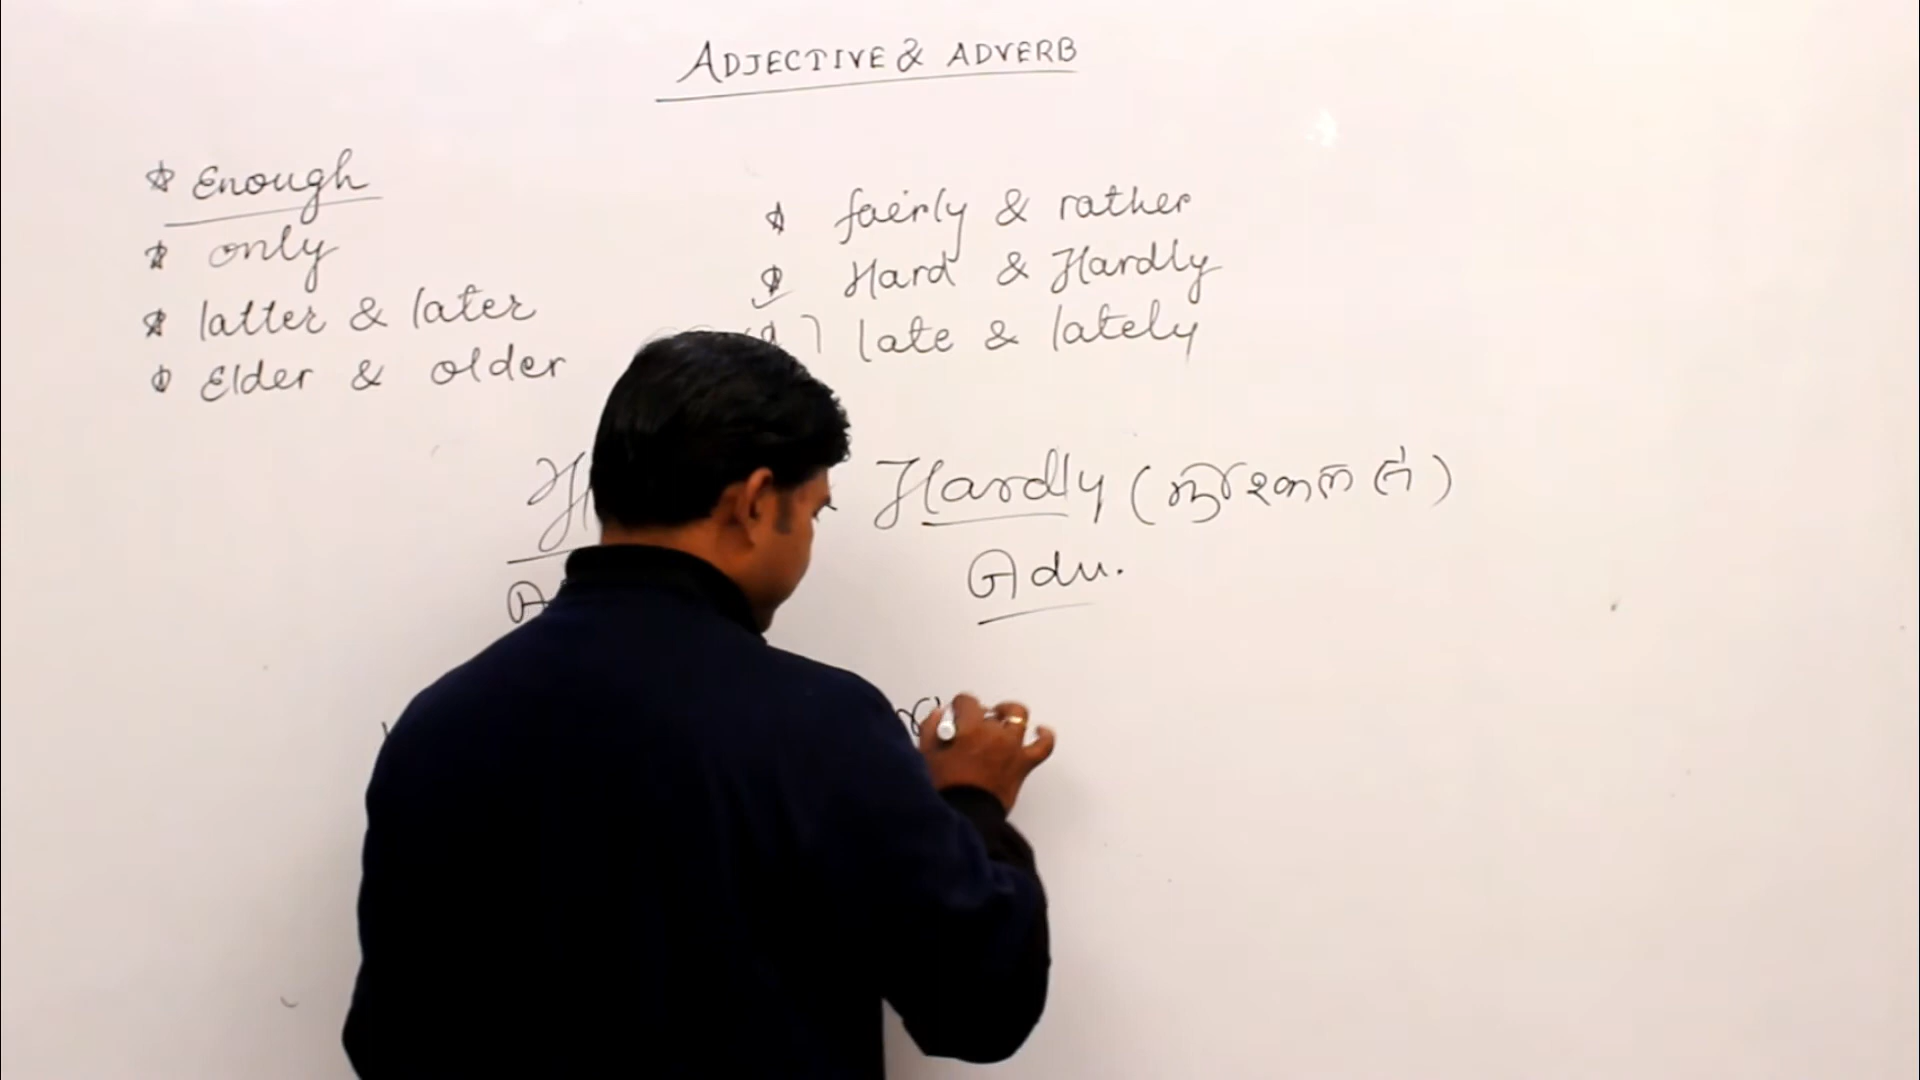 ADJECTIVE & ADVERB
* Enough
* only
* latter & later
* Elder & older
* fairly & rather
* Hard & Hardly
late & lately
Hardly (मुश्किल से)
Adv.